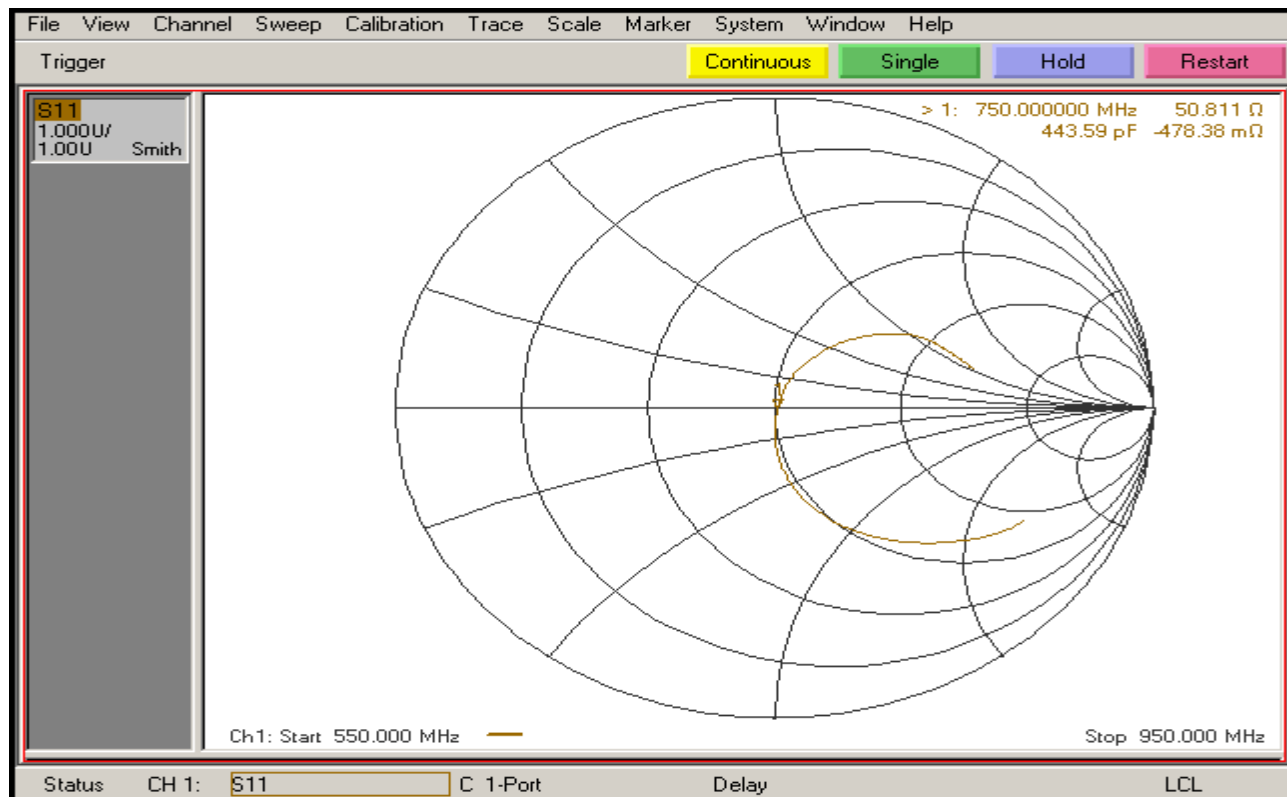 File View Channel Sweep Calibration Trace Scale Marker System Window Help
Trigger Continuous Single Hold Restart
S11
1.000U/
1.00U Smith
> 1: 750.000000 MHz 50.811 Ω
443.59 pF -478.38 mΩ
Ch1: Start 550.000 MHz Stop 950.000 MHz
Status CH 1: S11 C 1-Port Delay LCL